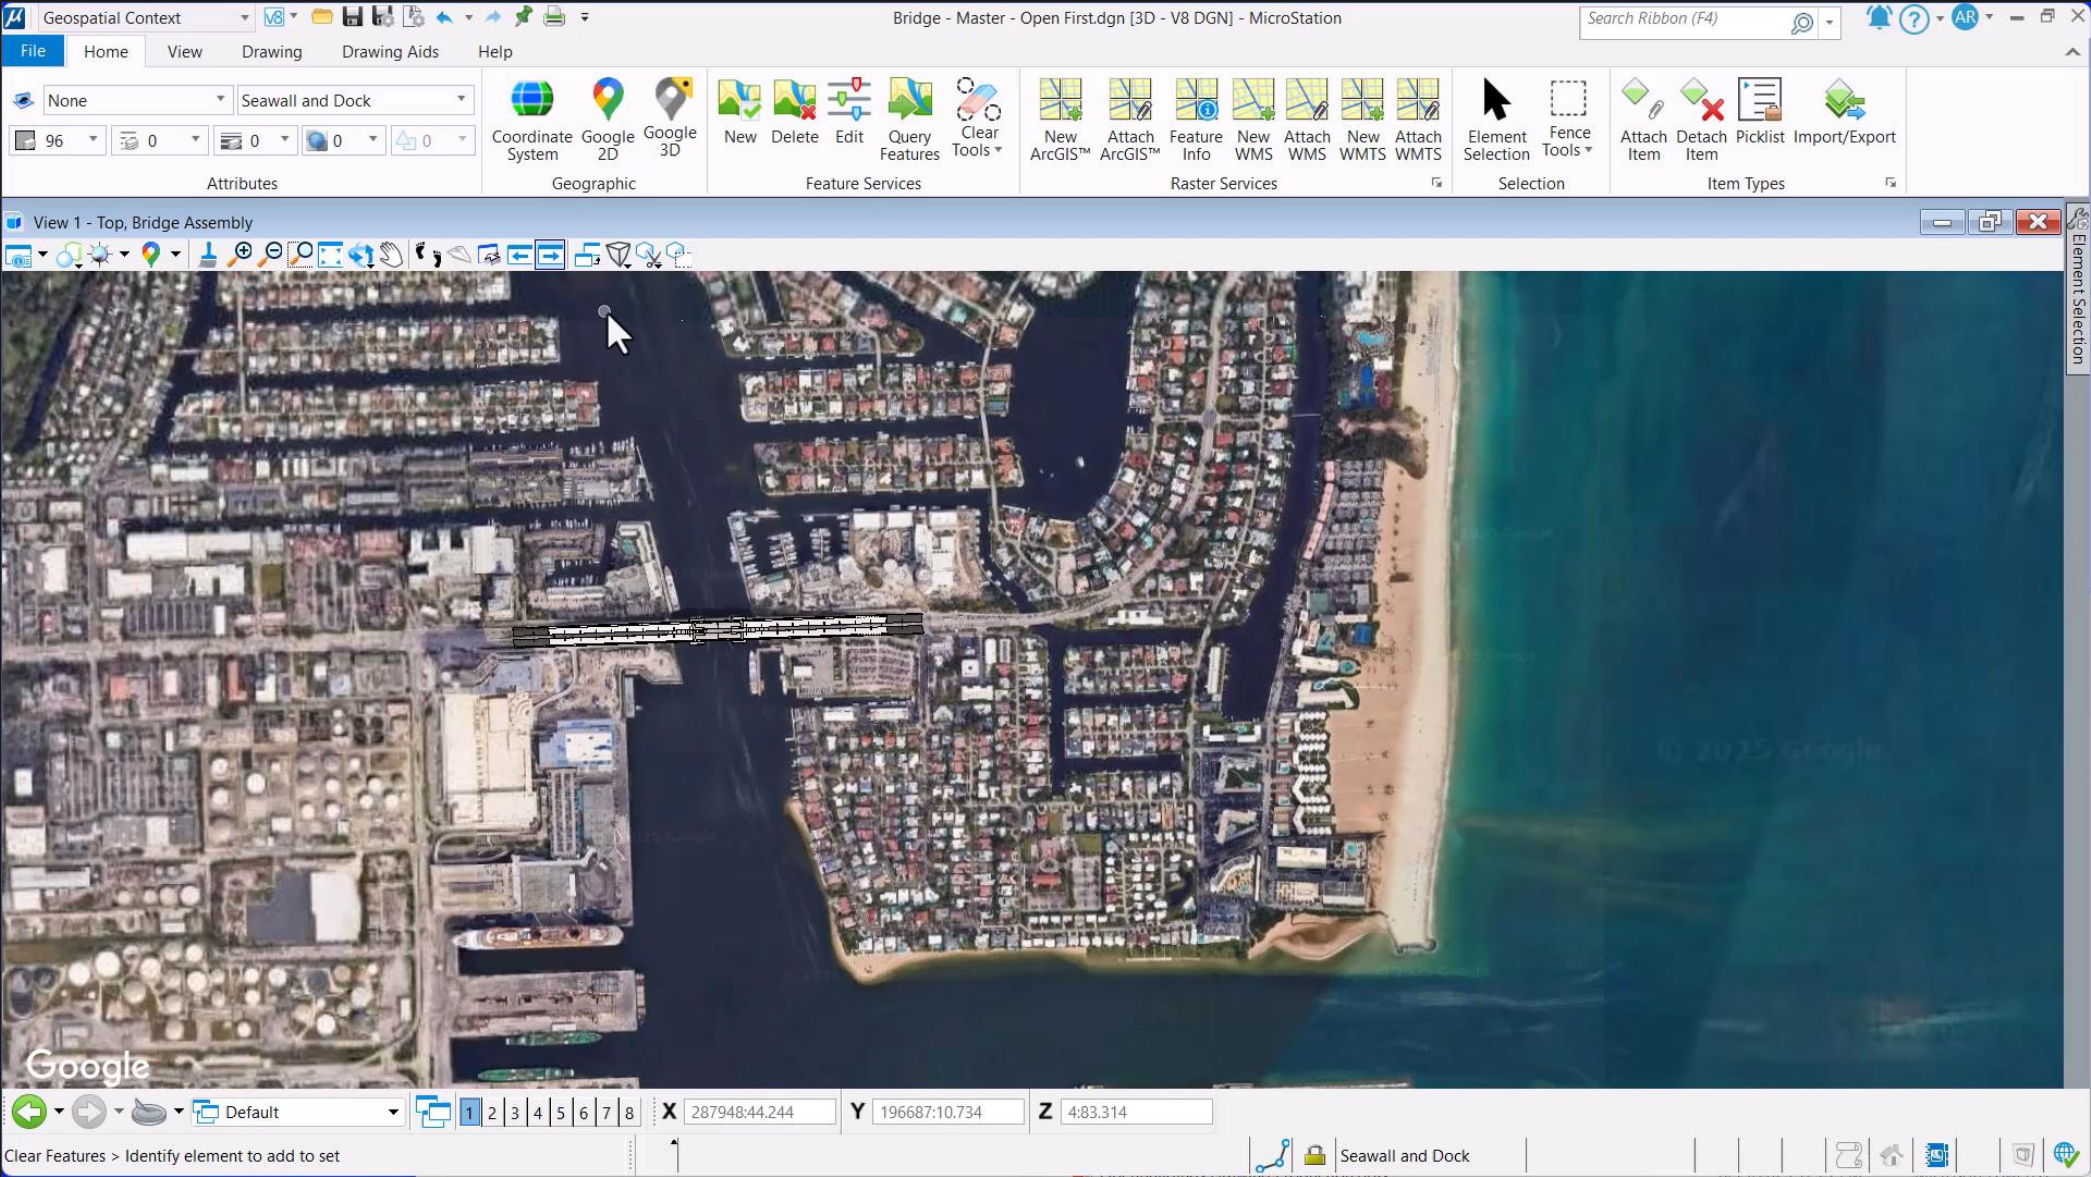 Geospatial Context
Bridge - Master - Open First.dgn [3D - V8 DGN] - MicroStation
Search Ribbon (F4)
AR
File
Home
View
Drawing
Drawing Aids
Help
None
Seawall and Dock
96
0
0
0
0
Attributes
Coordinate System
Google 2D
Google 3D
Geographic
New
Delete
Edit
Query Features
Clear Tools
Feature Services
New ArcGIS™
Attach ArcGIS™
Feature Info
New WMS
Attach WMS
New WMTS
Attach WMTS
Raster Services
Element Selection
Fence Tools
Selection
Attach Item
Detach Item
Picklist
Import/Export
Item Types
View 1 - Top, Bridge Assembly
Element Selection
© 2025 Google
Google
Default
1 2 3 4 5 6 7 8
X 287948:44.244
Y 196687:10.734
Z 4:83.314
Clear Features > Identify element to add to set
Seawall and Dock